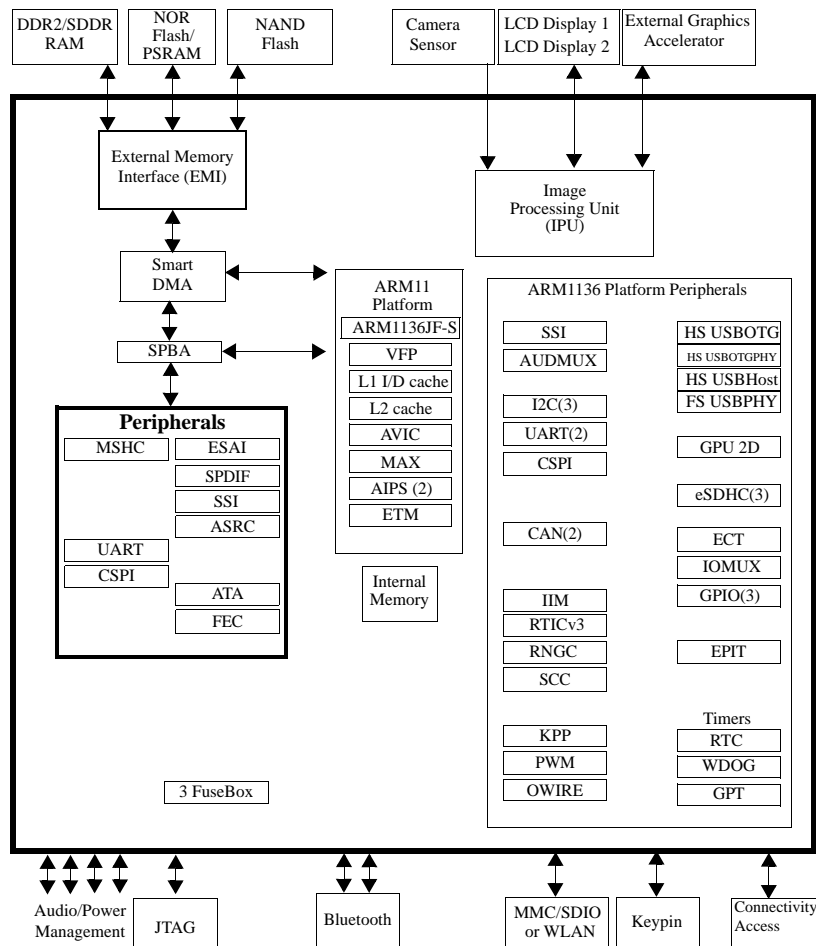 DDR2/SDDR
RAM
NOR
Flash/
PSRAM
NAND
Flash
Camera
Sensor
LCD Display 1
LCD Display 2
External Graphics
Accelerator
External Memory
Interface (EMI)
Image
Processing Unit
(IPU)
Smart
DMA
SPBA
ARM11
Platform
ARM1136JF-S
VFP
L1 I/D cache
L2 cache
AVIC
MAX
AIPS (2)
ETM
Internal
Memory
Peripherals
MSHC
ESAI
SPDIF
SSI
ASRC
UART
CSPI
ATA
FEC
3 FuseBox
ARM1136 Platform Peripherals
SSI
AUDMUX
I2C(3)
UART(2)
CSPI
CAN(2)
IIM
RTICv3
RNGC
SCC
KPP
PWM
OWIRE
HS USBOTG
HS USBOTGPHY
HS USBHost
FS USBPHY
GPU 2D
eSDHC(3)
ECT
IOMUX
GPIO(3)
EPIT
Timers
RTC
WDOG
GPT
Audio/Power
Management
JTAG
Bluetooth
MMC/SDIO
or WLAN
Keypin
Connectivity
Access